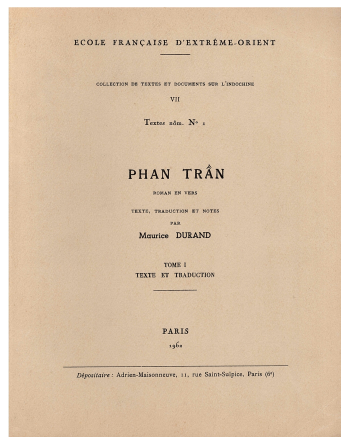 ECOLE FRANÇAISE D'EXTRÊME-ORIENT
COLLECTION DE TEXTES ET DOCUMENTS SUR L'INDOCHINE
VII
Textes nôm. N°
PHAN TRẦN
ROMAN EN VERS
TEXTE, TRADUCTION ET NOTES
PAR
Maurice DURAND
TOME I
TEXTE ET TRADUCTION
PARIS
Dépositaire : Adrien-Maisonneuve, 11, rue Saint-Sulpice, Paris (6e)